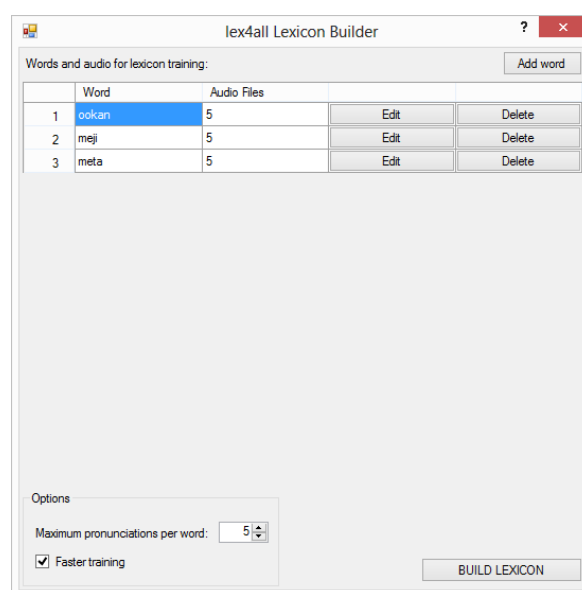 lex4all Lexicon Builder ? ×
Words and audio for lexicon training: Add word
Word Audio Files
1 ookan 5 Edit Delete
2 meji 5 Edit Delete
3 meta 5 Edit Delete
Options
Maximum pronunciations per word: 5
Faster training
BUILD LEXICON